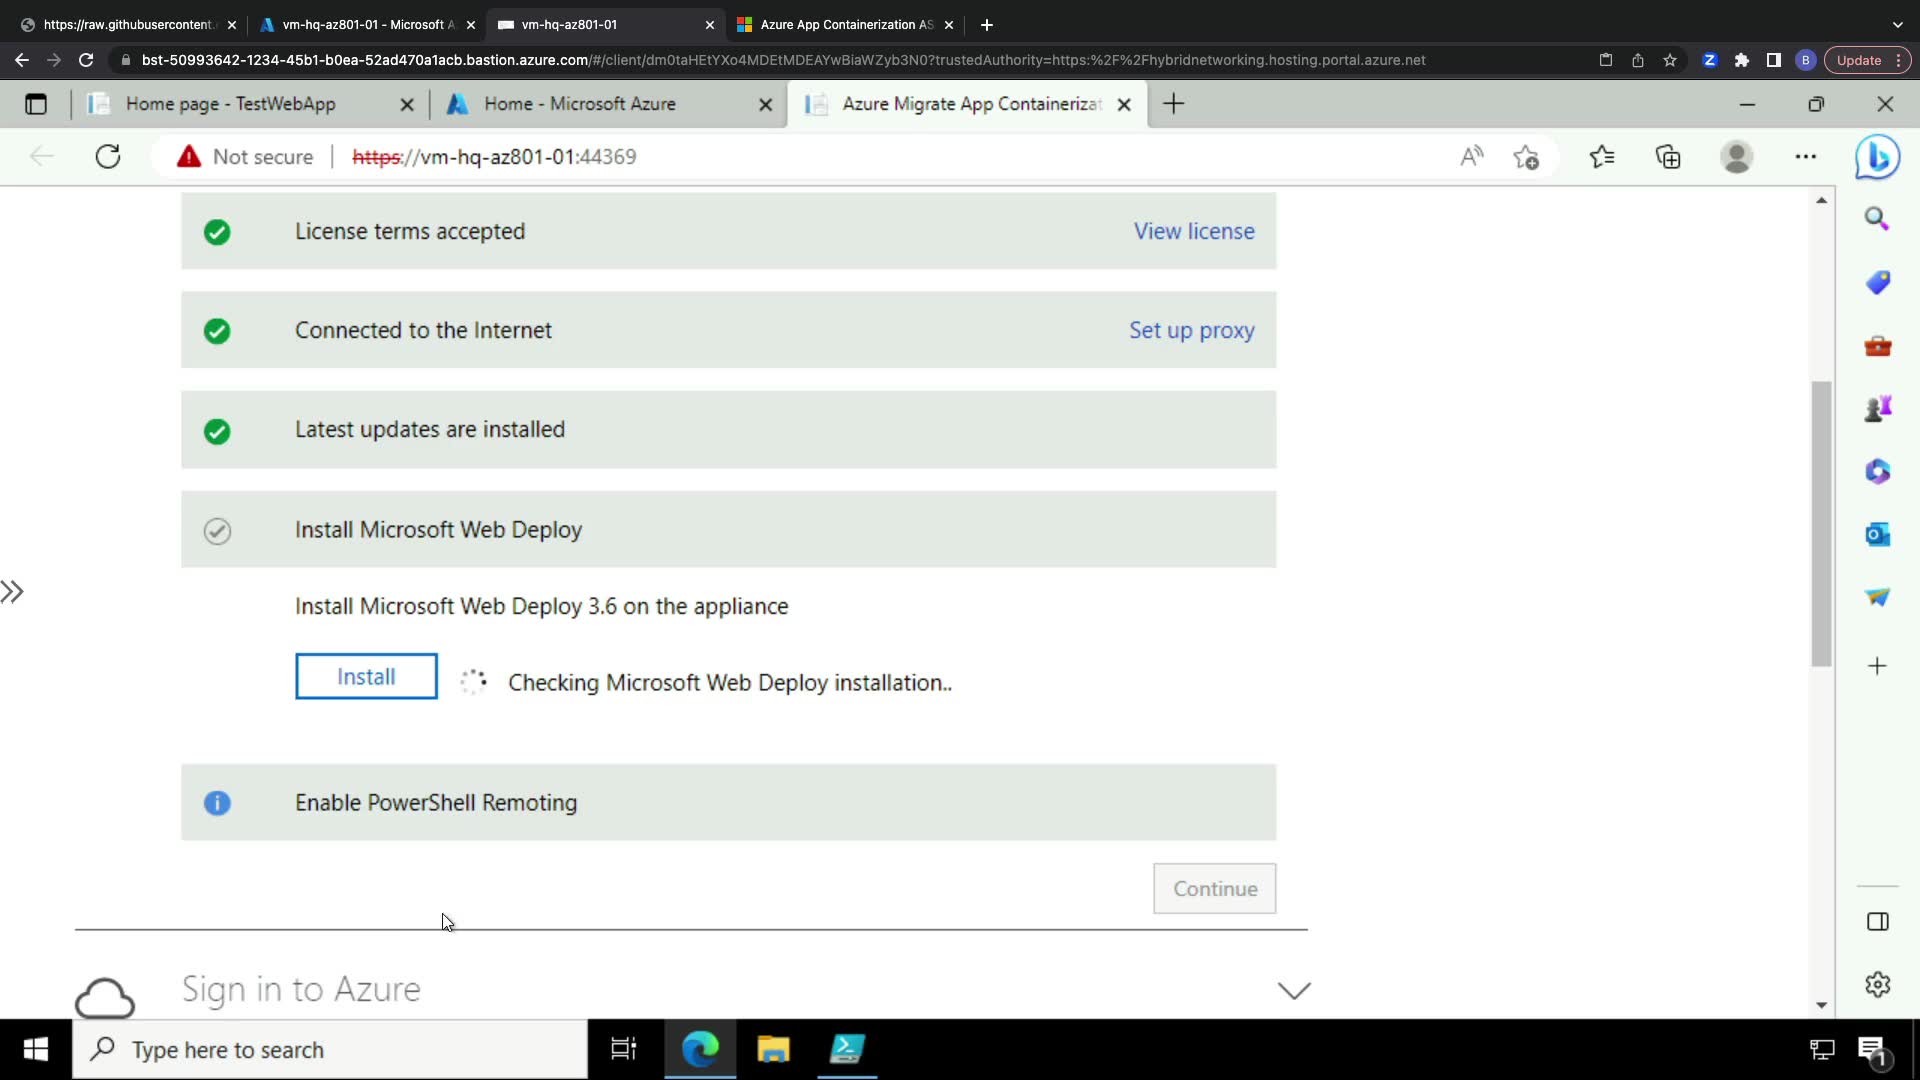 https://raw.githubusercontent.
vm-hq-az801-01 - Microsoft A
vm-hq-az801-01
Azure App Containerization AS
bst-50993642-1234-45b1-b0ea-52ad470a1acb.bastion.azure.com/#/client/dm0taHEtYXo4MDEtMDEAYwBiaWZyb3N0?trustedAuthority=https:%2F%2Fhybridnetworking.hosting.portal.azure.net
B
Update
Home page - TestWebApp
Home - Microsoft Azure
Azure Migrate App Containerizat
Not secure
https://vm-hq-az801-01:44369
License terms accepted
View license
Connected to the Internet
Set up proxy
Latest updates are installed
Install Microsoft Web Deploy
Install Microsoft Web Deploy 3.6 on the appliance
Install
Checking Microsoft Web Deploy installation..
Enable PowerShell Remoting
Continue
Sign in to Azure
Type here to search
1